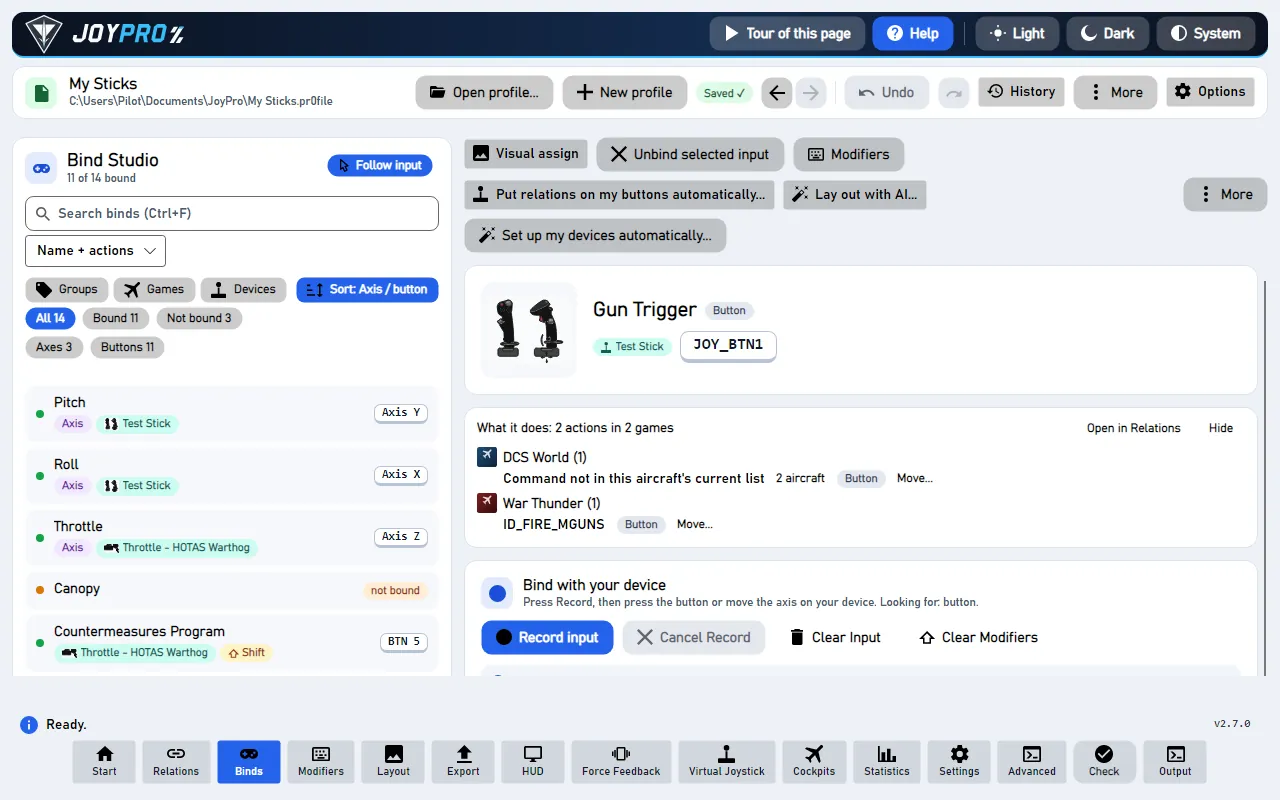 JOYPRO
Tour of this page
Help
Light
Dark
System
My Sticks
C:\Users\Pilot\Documents\JoyPro\My Sticks.pr0file
Open profile...
New profile
Saved ✓
Undo
History
More
Options
Bind Studio
11 of 14 bound
Follow input
Search binds (Ctrl+F)
Name + actions
Groups
Games
Devices
Sort: Axis / button
All 14
Bound 11
Not bound 3
Axes 3
Buttons 11
Pitch
Axis
Test Stick
Axis Y
Roll
Axis
Test Stick
Axis X
Throttle
Axis
Throttle - HOTAS Warthog
Axis Z
Canopy
not bound
Countermeasures Program
Throttle - HOTAS Warthog
Shift
BTN 5
Visual assign
Unbind selected input
Modifiers
Put relations on my buttons automatically...
Lay out with AI...
More
Set up my devices automatically...
Gun Trigger
Button
Test Stick
JOY_BTN1
What it does: 2 actions in 2 games
Open in Relations
Hide
DCS World (1)
Command not in this aircraft's current list
2 aircraft
Button
Move...
War Thunder (1)
ID_FIRE_MGUNS
Button
Move...
Bind with your device
Press Record, then press the button or move the axis on your device. Looking for: button.
Record input
Cancel Record
Clear Input
Clear Modifiers
Ready.
v2.7.0
Start
Relations
Binds
Modifiers
Layout
Export
HUD
Force Feedback
Virtual Joystick
Cockpits
Statistics
Settings
Advanced
Check
Output